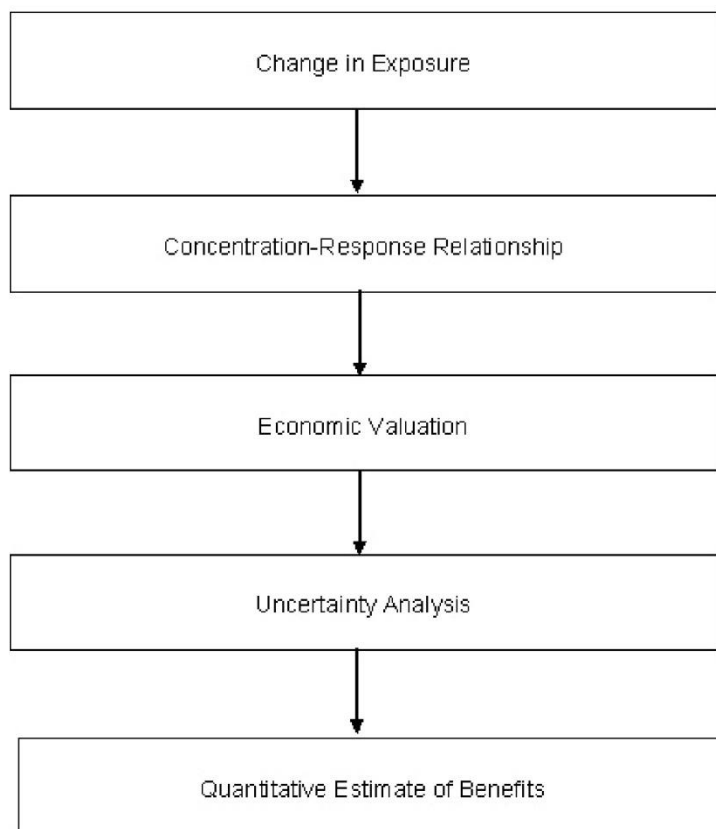 Change in Exposure
Concentration-Response Relationship
Economic Valuation
Uncertainty Analysis
Quantitative Estimate of Benefits